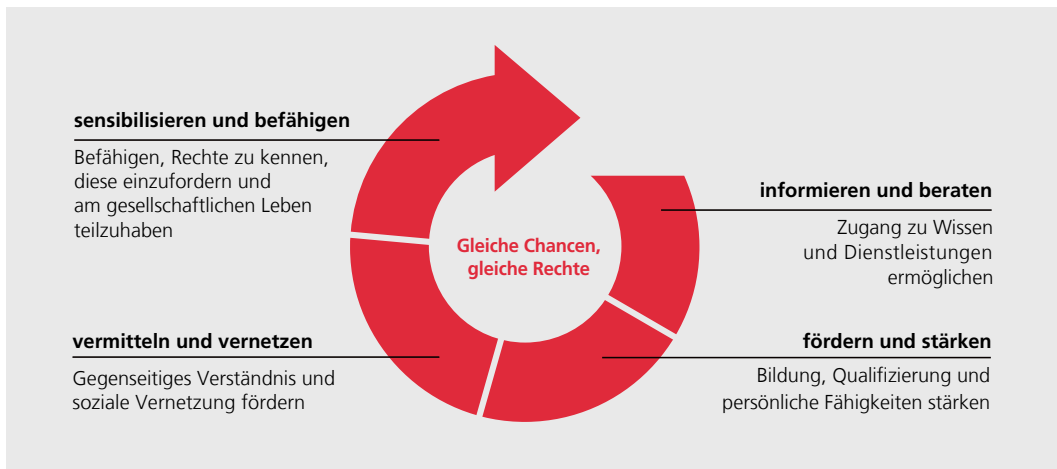 sensibilisieren und befähigen
Befähigen, Rechte zu kennen,
diese einzufordern und
am gesellschaftlichen Leben
teilzuhaben
informieren und beraten
Zugang zu Wissen
und Dienstleistungen
ermöglichen
Gleiche Chancen,
gleiche Rechte
vermitteln und vernetzen
Gegenseitiges Verständnis und
soziale Vernetzung fördern
fördern und stärken
Bildung, Qualifizierung und
persönliche Fähigkeiten stärken